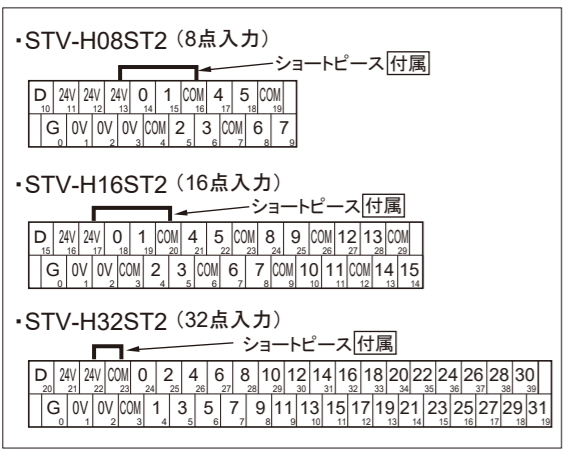 ・STV-H08ST2（8点入力）
ショートピース付属
D 24V 24V 24V 0 1 COM 4 5 COM
10 11 12 13 14 15 16 17 18 19
G 0V 0V 0V COM 2 3 COM 6 7
0 1 2 3 4 5 6 7 8 9
・STV-H16ST2（16点入力）
ショートピース付属
D 24V 24V 0 1 COM 4 5 COM 8 9 COM 12 13 COM
15 16 17 18 19 20 21 22 23 24 25 26 27 28 29
G 0V 0V COM 2 3 COM 6 7 COM 10 11 COM 14 15
0 1 2 3 4 5 6 7 8 9 10 11 12 13 14
・STV-H32ST2（32点入力）
ショートピース付属
D 24V 24V COM 0 2 4 6 8 10 12 14 16 18 20 22 24 26 28 30
20 21 22 23 24 25 26 27 28 29 30 31 32 33 34 35 36 37 38 39
G 0V 0V COM 1 3 5 7 9 11 13 15 17 19 21 23 25 27 29 31
0 1 2 3 4 5 6 7 8 9 10 11 12 13 14 15 16 17 18 19